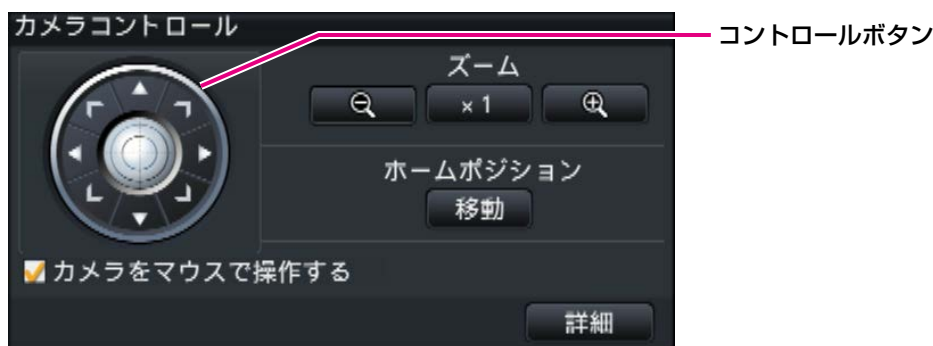 カメラコントロール
コントロールボタン
ズーム
×1
ホームポジション
移動
カメラをマウスで操作する
詳細